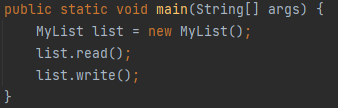 public static void main(String[] args) {
    MyList list = new MyList();
    list.read();
    list.write();
}